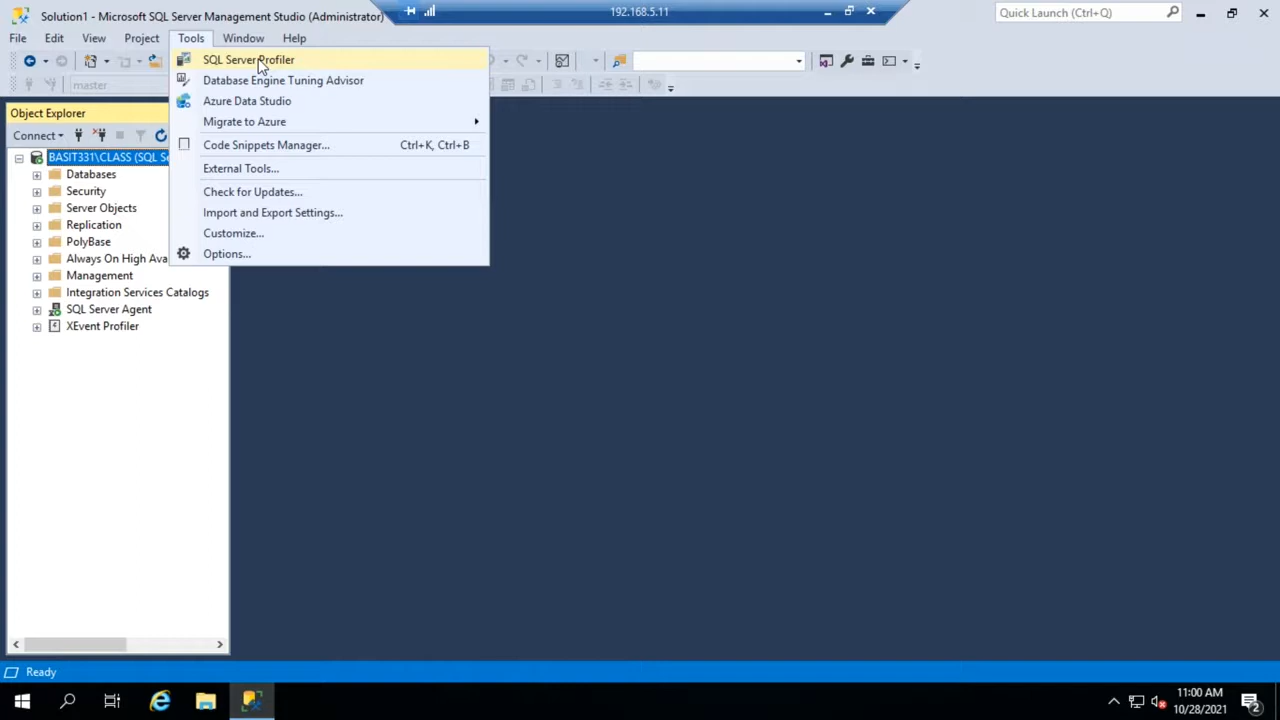 Solution1 - Microsoft SQL Server Management Studio (Administrator)
192.168.5.11
Quick Launch (Ctrl+Q)
File Edit View Project Tools Window Help
SQL Server Profiler
master
Database Engine Tuning Advisor
Azure Data Studio
Migrate to Azure
Code Snippets Manager... Ctrl+K, Ctrl+B
External Tools...
Check for Updates...
Import and Export Settings...
Customize...
Options...
Object Explorer
Connect
BASIT331\CLASS (SQL Se
Databases
Security
Server Objects
Replication
PolyBase
Always On High Ava
Management
Integration Services Catalogs
SQL Server Agent
XEvent Profiler
Ready
11:00 AM
10/28/2021
2